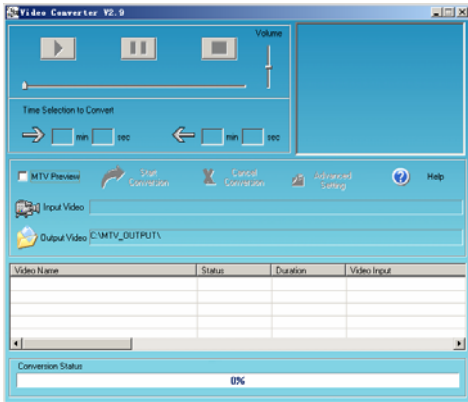 Video Converter V2.9
Volume
Time Selection to Convert
min sec min sec
MTV Preview Start Conversion Cancel Conversion Advanced Setting Help
Input Video
Output Video C:\MTV_OUTPUT\
Video Name Status Duration Video Input
Conversion Status
0%